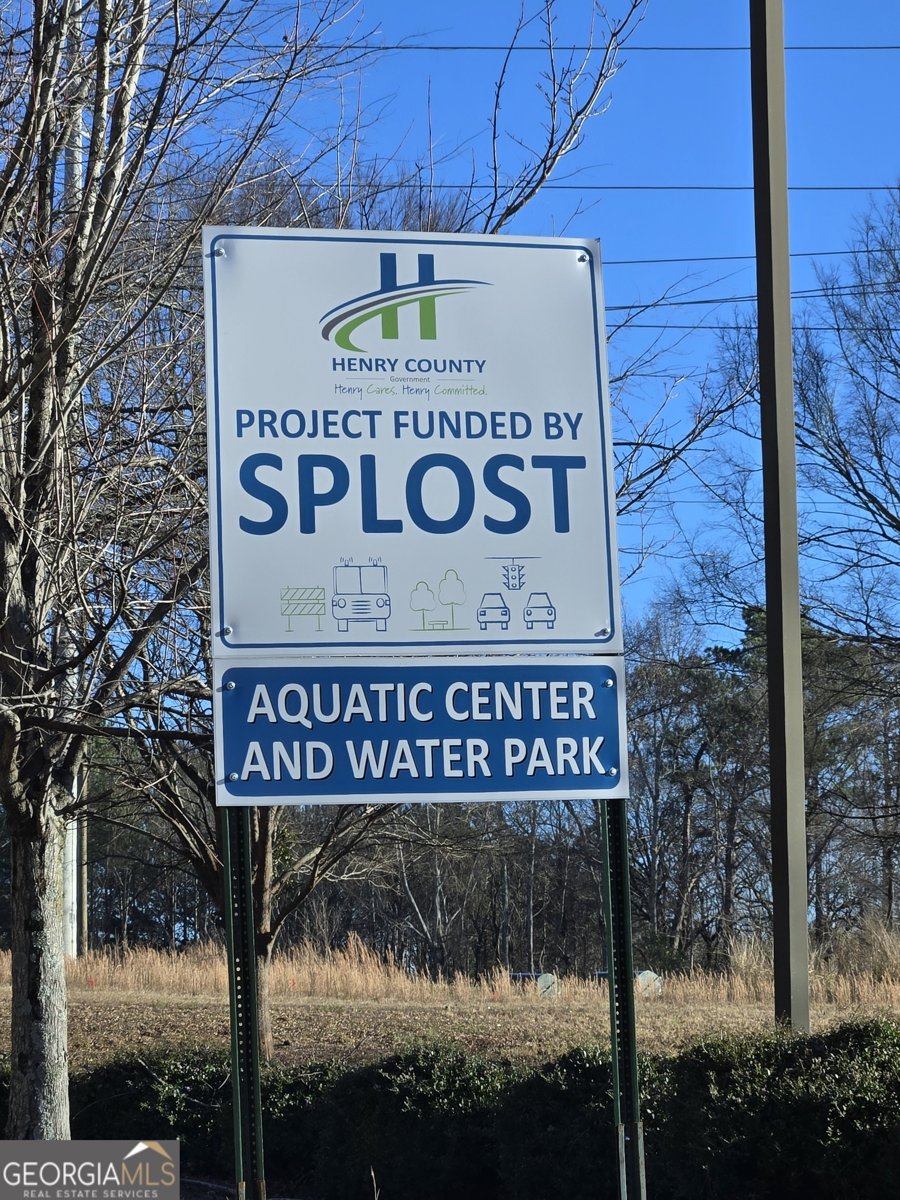 H
HENRY COUNTY
Government
Henry Cares. Henry Committed.
PROJECT FUNDED BY
SPLOST
AQUATIC CENTER
AND WATER PARK
GEORGIAMLS
REAL ESTATE SERVICES